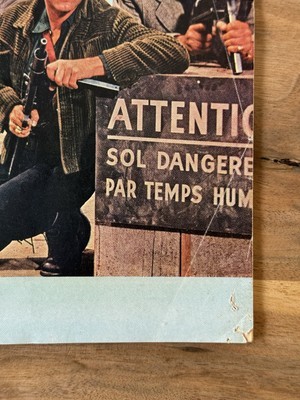 ATTENTIO
SOL DANGERE
PAR TEMPS HUM